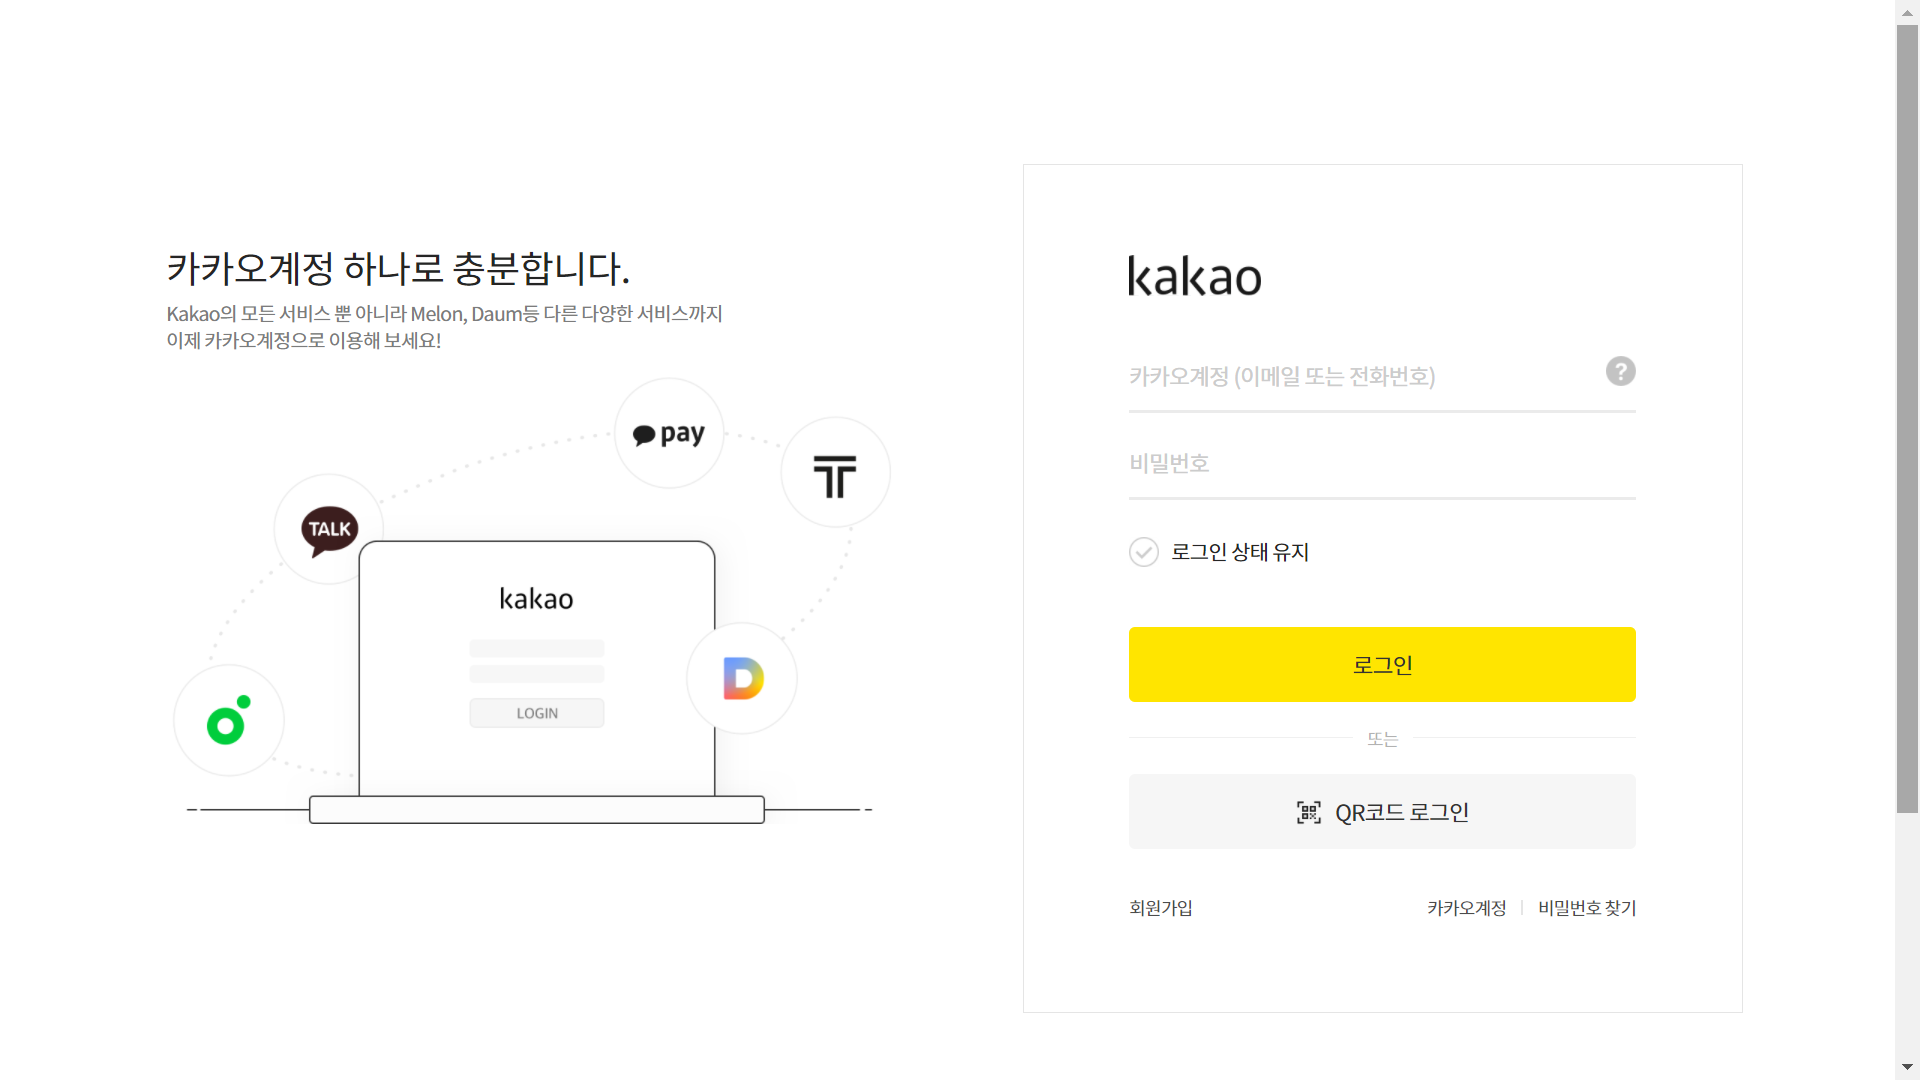 카카오계정 하나로 충분합니다.
Kakao의 모든 서비스 뿐 아니라 Melon, Daum등 다른 다양한 서비스까지
이제 카카오계정으로 이용해 보세요!
pay
T
TALK
kakao
LOGIN
D
kakao
카카오계정 (이메일 또는 전화번호)
?
비밀번호
로그인 상태 유지
로그인
또는
QR코드 로그인
회원가입
카카오계정 | 비밀번호 찾기